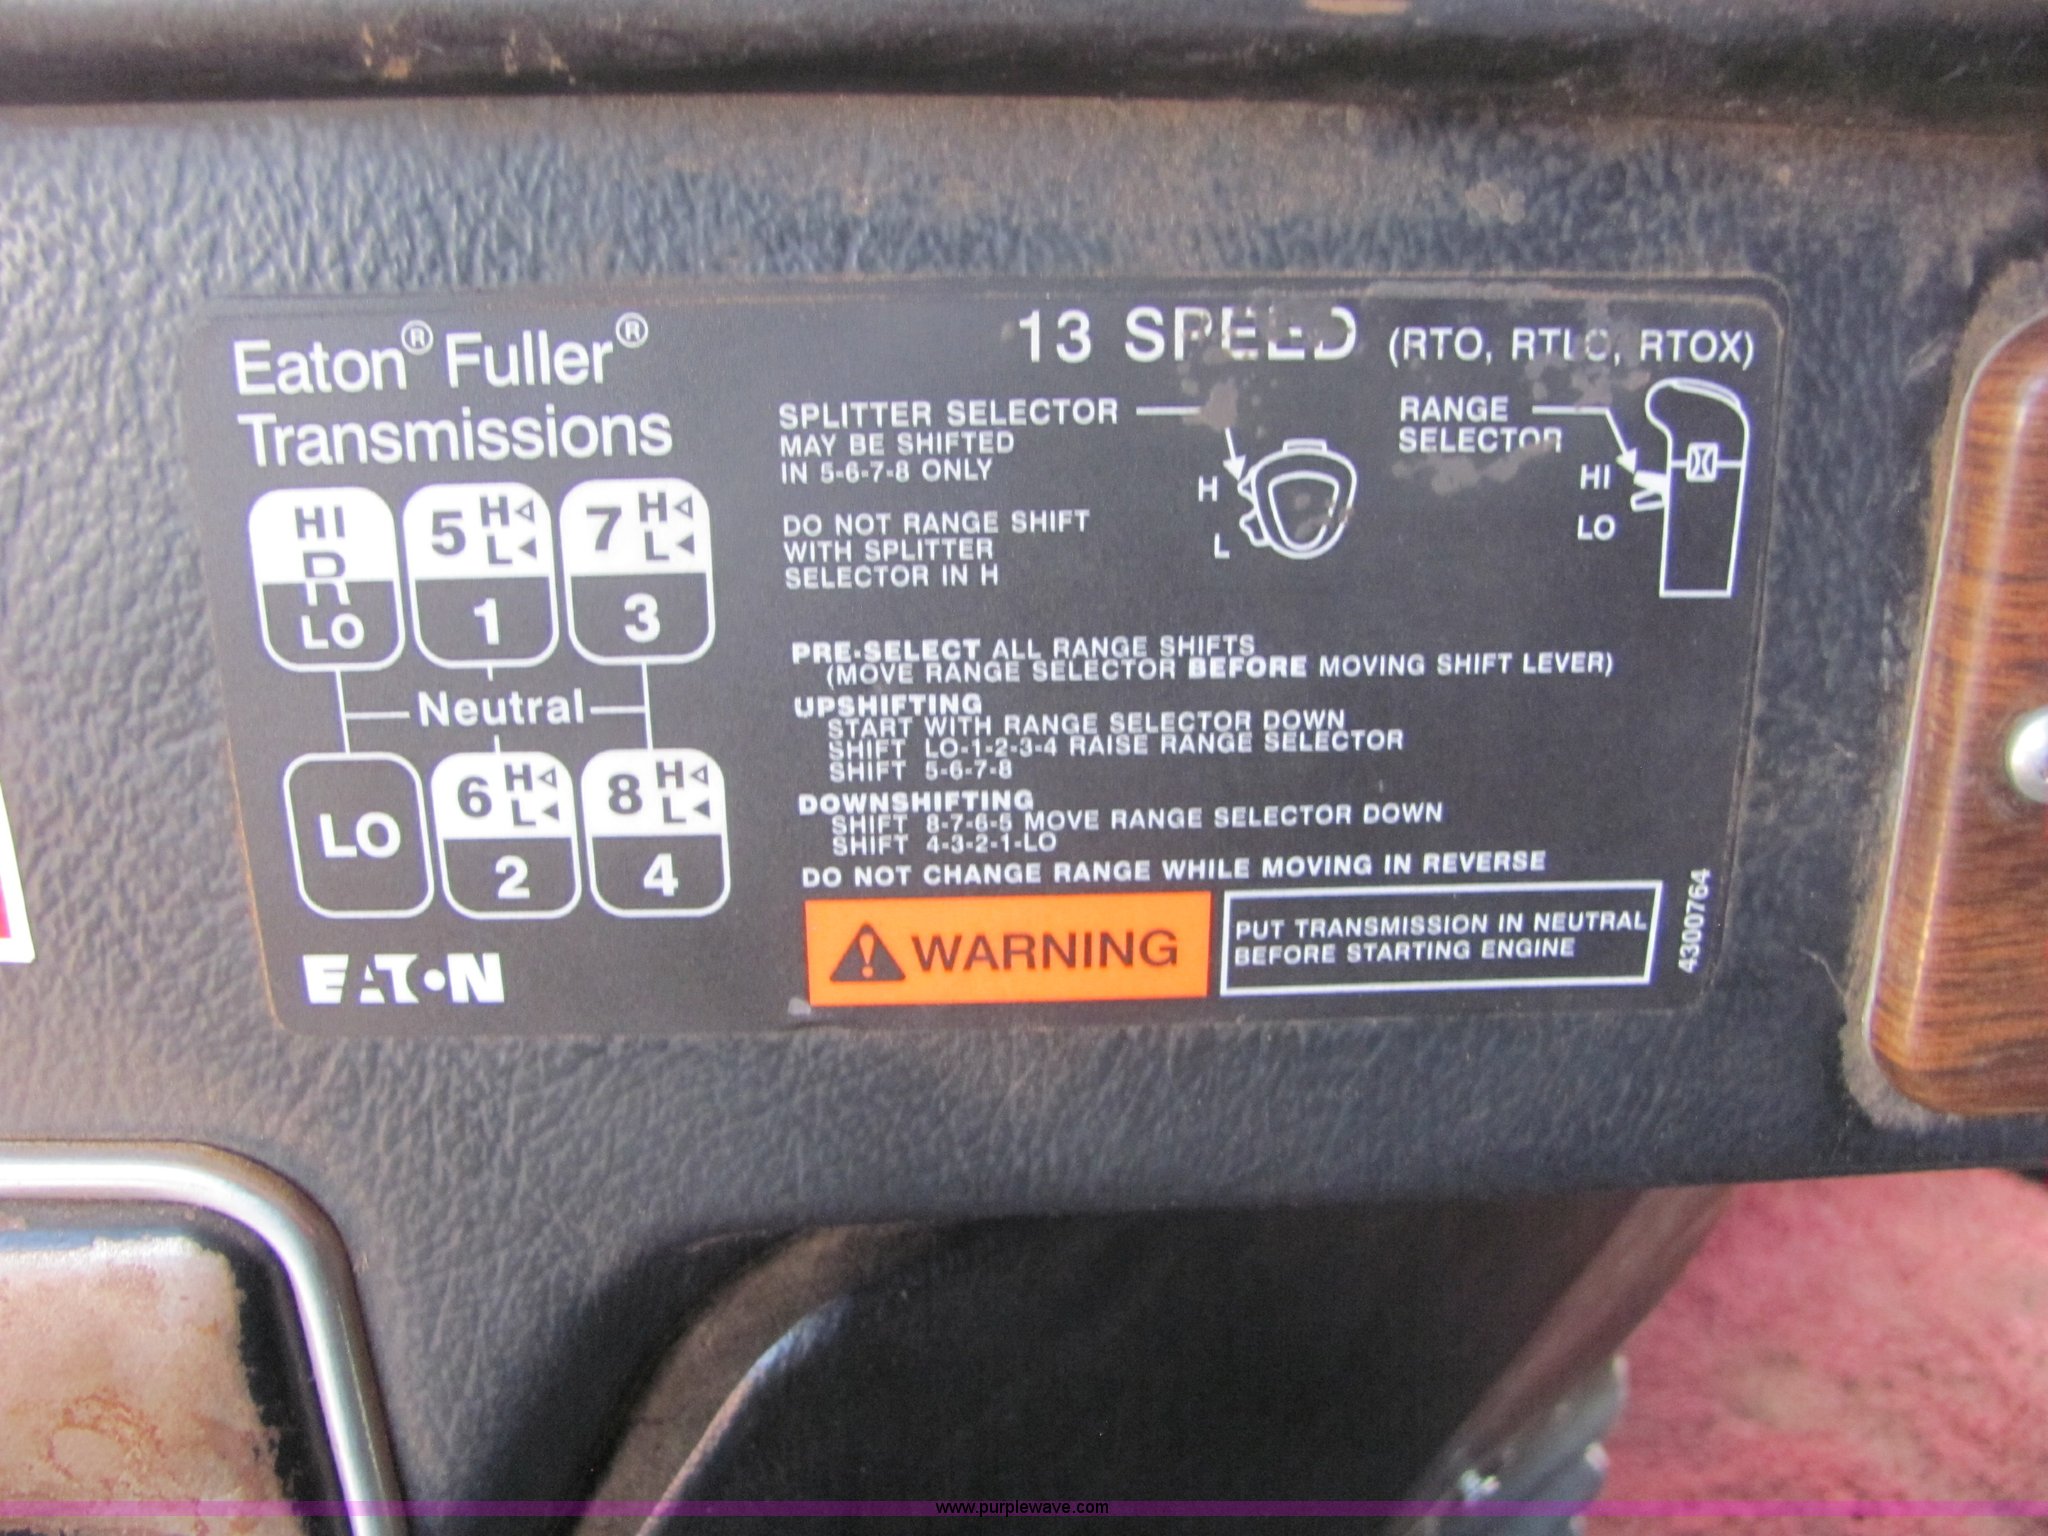 Eaton® Fuller®
Transmissions
HI
R
LO
5 H L
1
7 H L
3
Neutral
LO
6 H L
2
8 H L
4
EATON
13 SPEED (RTO, RTLO, RTOX)
SPLITTER SELECTOR
MAY BE SHIFTED
IN 5-6-7-8 ONLY
DO NOT RANGE SHIFT
WITH SPLITTER
SELECTOR IN H
H
L
RANGE
SELECTOR
HI
LO
PRE-SELECT ALL RANGE SHIFTS
(MOVE RANGE SELECTOR BEFORE MOVING SHIFT LEVER)
UPSHIFTING
START WITH RANGE SELECTOR DOWN
SHIFT LO-1-2-3-4 RAISE RANGE SELECTOR
SHIFT 5-6-7-8
DOWNSHIFTING
SHIFT 8-7-6-5 MOVE RANGE SELECTOR DOWN
SHIFT 4-3-2-1-LO
DO NOT CHANGE RANGE WHILE MOVING IN REVERSE
WARNING
PUT TRANSMISSION IN NEUTRAL
BEFORE STARTING ENGINE
4300764
www.purplewave.com